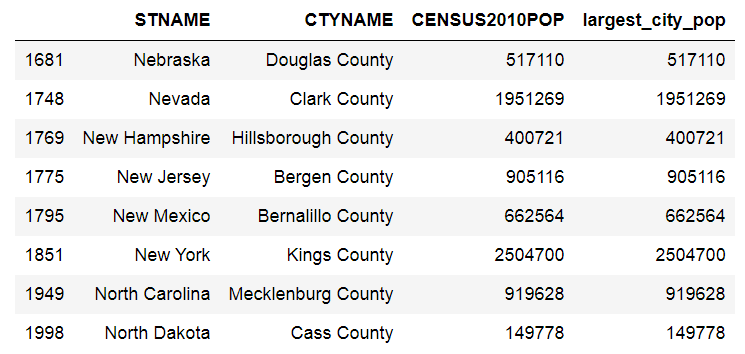 STNAME CTYNAME CENSUS2010POP largest_city_pop
1681 Nebraska Douglas County 517110 517110
1748 Nevada Clark County 1951269 1951269
1769 New Hampshire Hillsborough County 400721 400721
1775 New Jersey Bergen County 905116 905116
1795 New Mexico Bernalillo County 662564 662564
1851 New York Kings County 2504700 2504700
1949 North Carolina Mecklenburg County 919628 919628
1998 North Dakota Cass County 149778 149778